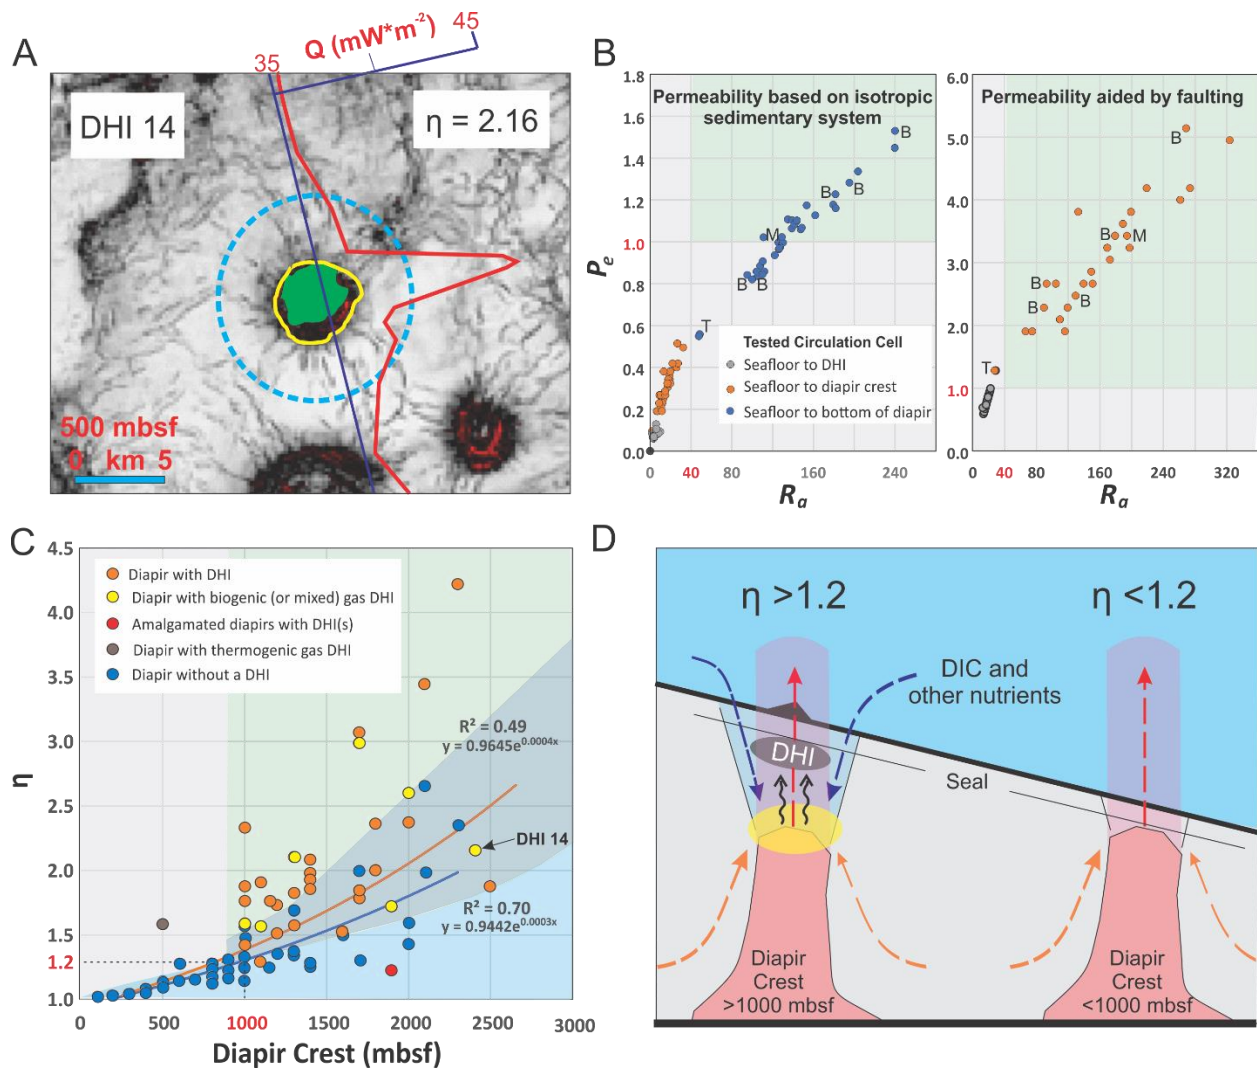 A
Q (mW*m-2)
35
45
DHI 14
η = 2.16
500 mbsf
0 km 5
B
Permeability based on isotropic
sedimentary system
1.8
1.6
1.4
1.2
1.0
0.8
0.6
0.4
0.2
0.0
Pe
B
B
B
M
B
B
T
Tested Circulation Cell
Seafloor to DHI
Seafloor to diapir crest
Seafloor to bottom of diapir
0
40
80
120
160
200
240
Ra
Permeability aided by faulting
6.0
5.0
4.0
3.0
2.0
1.0
0.0
B
B
M
B
B
B
T
0
40
80
160
240
320
Ra
C
4.5
4.0
3.5
3.0
2.5
2.0
1.5
1.2
1.0
η
Diapir with DHI
Diapir with biogenic (or mixed) gas DHI
Amalgamated diapirs with DHI(s)
Diapir with thermogenic gas DHI
Diapir without a DHI
R² = 0.49
y = 0.9645e0.0004x
DHI 14
R² = 0.70
y = 0.9442e0.0003x
0
500
1000
1500
2000
2500
3000
Diapir Crest (mbsf)
D
η >1.2
η <1.2
DIC and
other nutrients
DHI
Seal
Diapir
Crest
>1000 mbsf
Diapir
Crest
<1000 mbsf